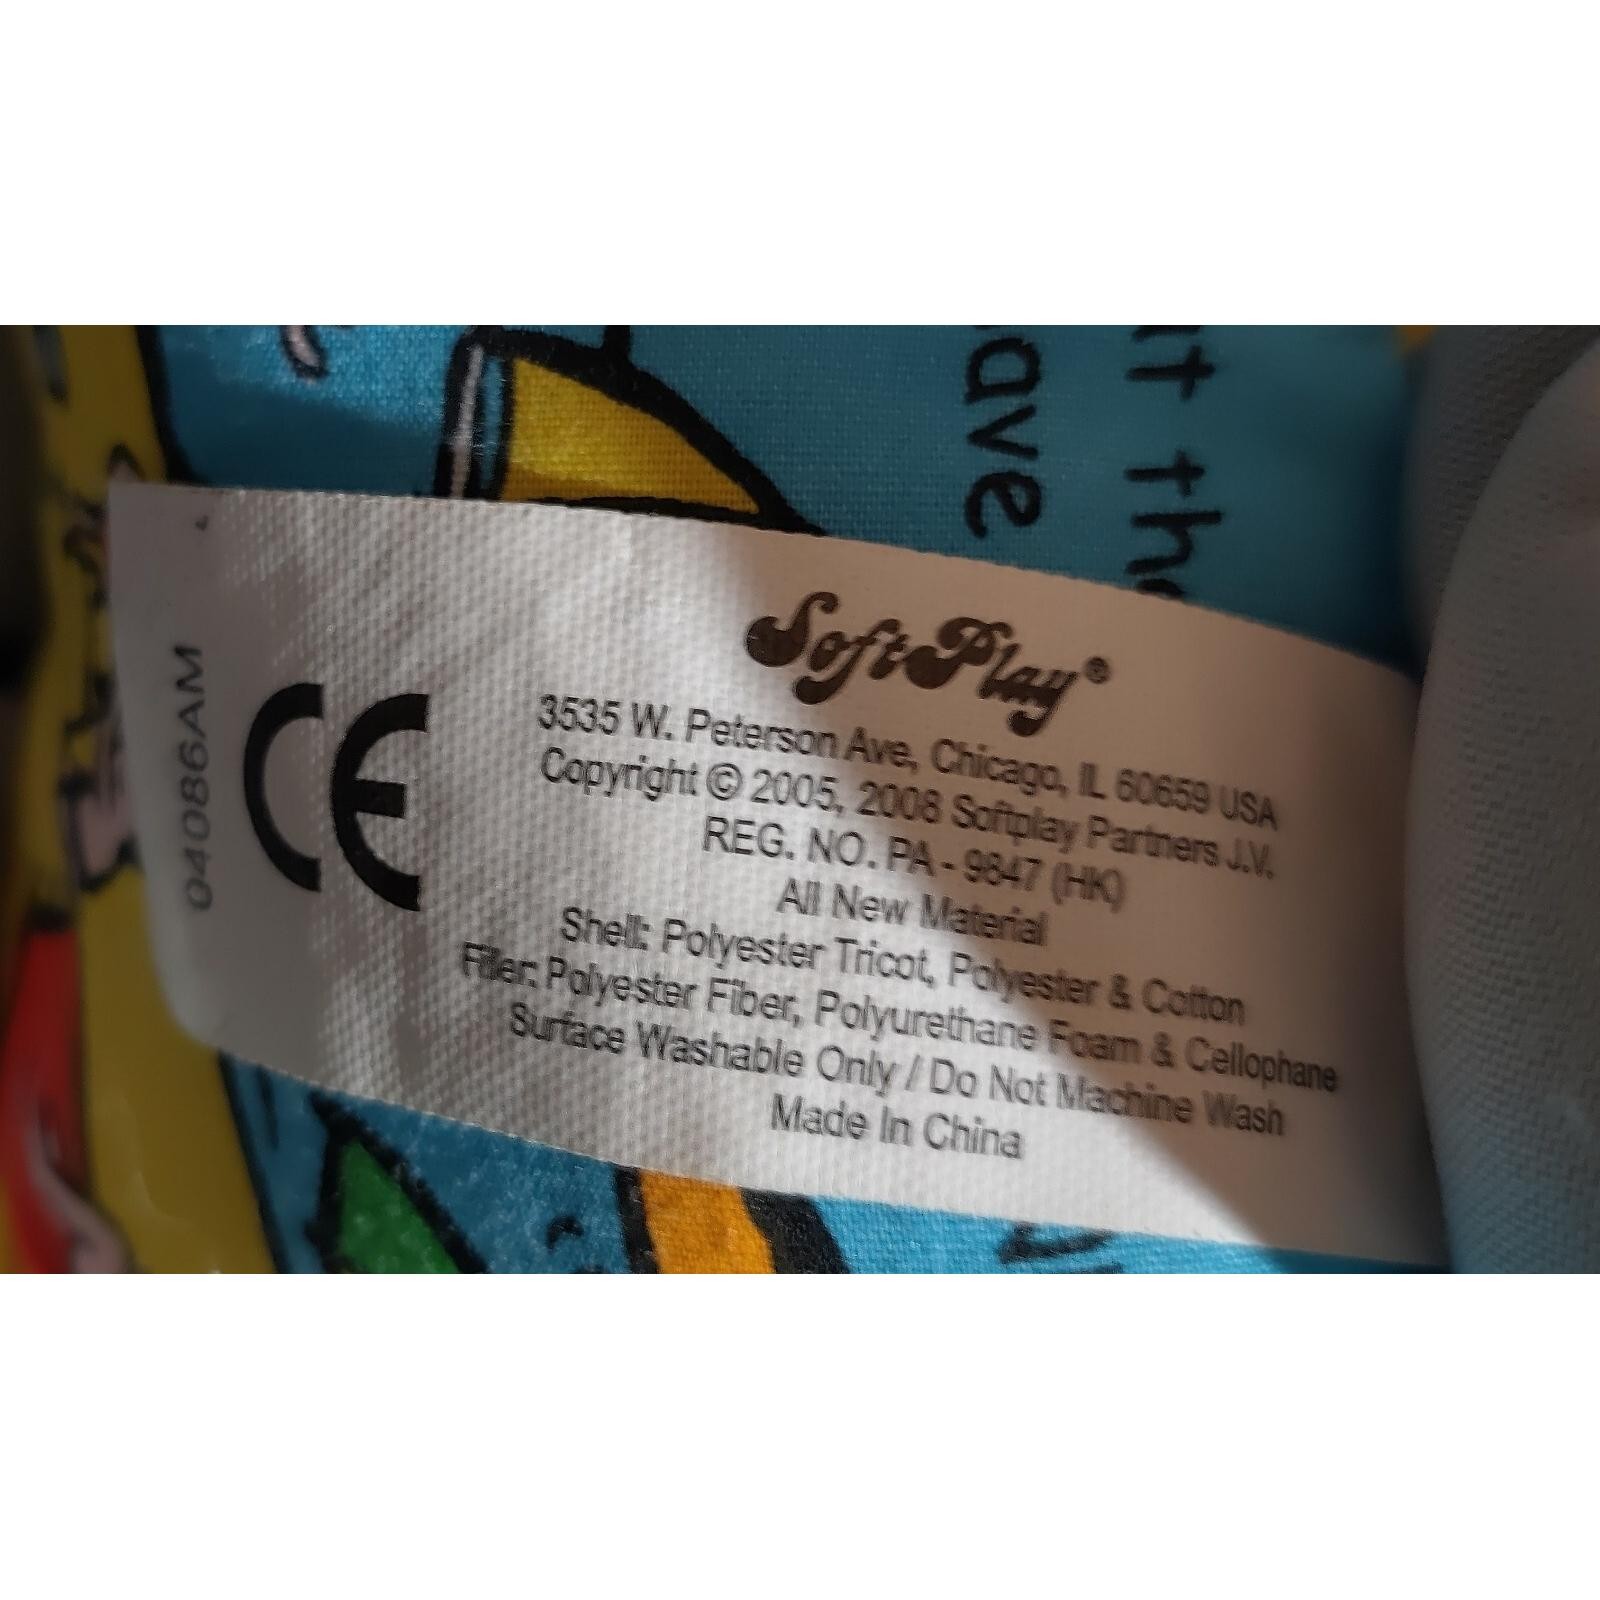 ave
it the
SoftPlay®
3535 W. Peterson Ave, Chicago, IL 60659 USA
Copyright © 2005, 2008 Softplay Partners J.V.
REG. NO. PA - 9847 (HK)
All New Material
Shell: Polyester Tricot, Polyester & Cotton
Filler: Polyester Fiber, Polyurethane Foam & Cellophane
Surface Washable Only / Do Not Machine Wash
Made In China
CE
04086AM